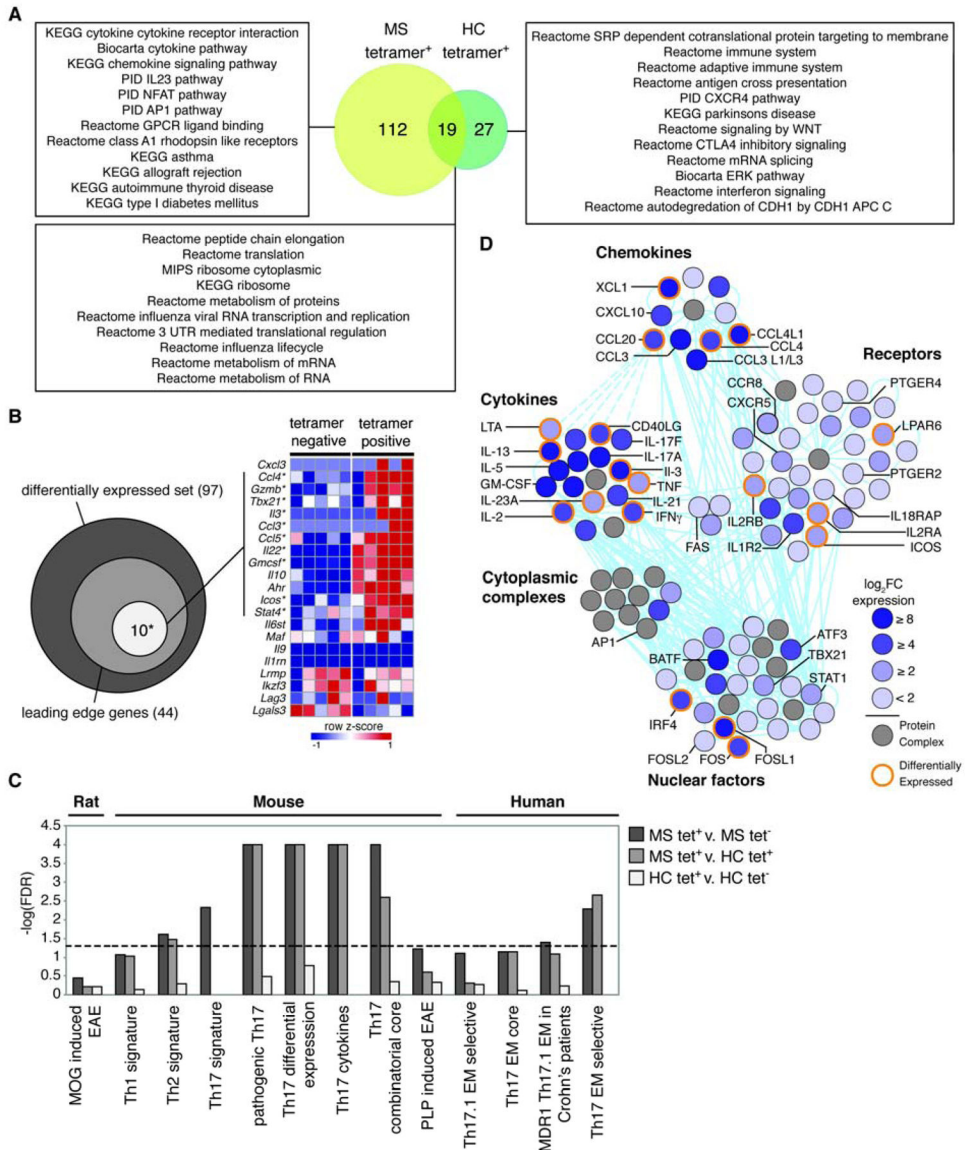 A
KEGG cytokine cytokine receptor interaction
Biocarta cytokine pathway
KEGG chemokine signaling pathway
PID IL23 pathway
PID NFAT pathway
PID AP1 pathway
Reactome GPCR ligand binding
Reactome class A1 rhodopsin like receptors
KEGG asthma
KEGG allograft rejection
KEGG autoimmune thyroid disease
KEGG type I diabetes mellitus
MS tetramer+
HC tetramer+
112
19
27
Reactome SRP dependent cotranslational protein targeting to membrane
Reactome immune system
Reactome adaptive immune system
Reactome antigen cross presentation
PID CXCR4 pathway
KEGG parkinsons disease
Reactome signaling by WNT
Reactome CTLA4 inhibitory signaling
Reactome mRNA splicing
Biocarta ERK pathway
Reactome interferon signaling
Reactome autodegredation of CDH1 by CDH1 APC C
Reactome peptide chain elongation
Reactome translation
MIPS ribosome cytoplasmic
KEGG ribosome
Reactome metabolism of proteins
Reactome influenza viral RNA transcription and replication
Reactome 3 UTR mediated translational regulation
Reactome influenza lifecycle
Reactome metabolism of mRNA
Reactome metabolism of RNA
B
differentially expressed set (97)
10*
leading edge genes (44)
tetramer negative
tetramer positive
Cxcl3
Ccl4*
Gzmb*
Tbx21*
Il3*
Ccl3*
Ccl5*
Il22*
Gmcsf*
Il10
Ahr
Icos*
Stat4*
Il6st
Maf
Il9
Il1rn
Lrmp
Ikzf3
Lag3
Lgals3
row z-score
-1
1
D
Chemokines
XCL1
CXCL10
CCL20
CCL3
CCL4L1
CCL4
CCL3 L1/L3
Receptors
CCR8
CXCR5
PTGER4
LPAR6
PTGER2
IL18RAP
IL2RA
ICOS
IL2RB
IL1R2
FAS
Cytokines
LTA
IL-13
IL-5
GM-CSF
IL-23A
IL-2
CD40LG
IL-17F
IL-17A
Il-3
TNF
IL-21
IFNγ
Cytoplasmic complexes
AP1
BATF
ATF3
TBX21
STAT1
IRF4
FOSL2
FOS
FOSL1
Nuclear factors
log2FC expression
≥ 8
≥ 4
≥ 2
< 2
Protein Complex
Differentially Expressed
C
Rat
Mouse
Human
-log(FDR)
4.5
4
3.5
3
2.5
2
1.5
1
0.5
0
MOG induced EAE
Th1 signature
Th2 signature
Th17 signature
pathogenic Th17
Th17 differential expresssion
Th17 cytokines
Th17 combinatorial core
PLP induced EAE
Th17.1 EM selective
Th17 EM core
MDR1 Th17.1 EM in Crohn's patients
Th17 EM selective
MS tet+ v. MS tet-
MS tet+ v. HC tet+
HC tet+ v. HC tet-